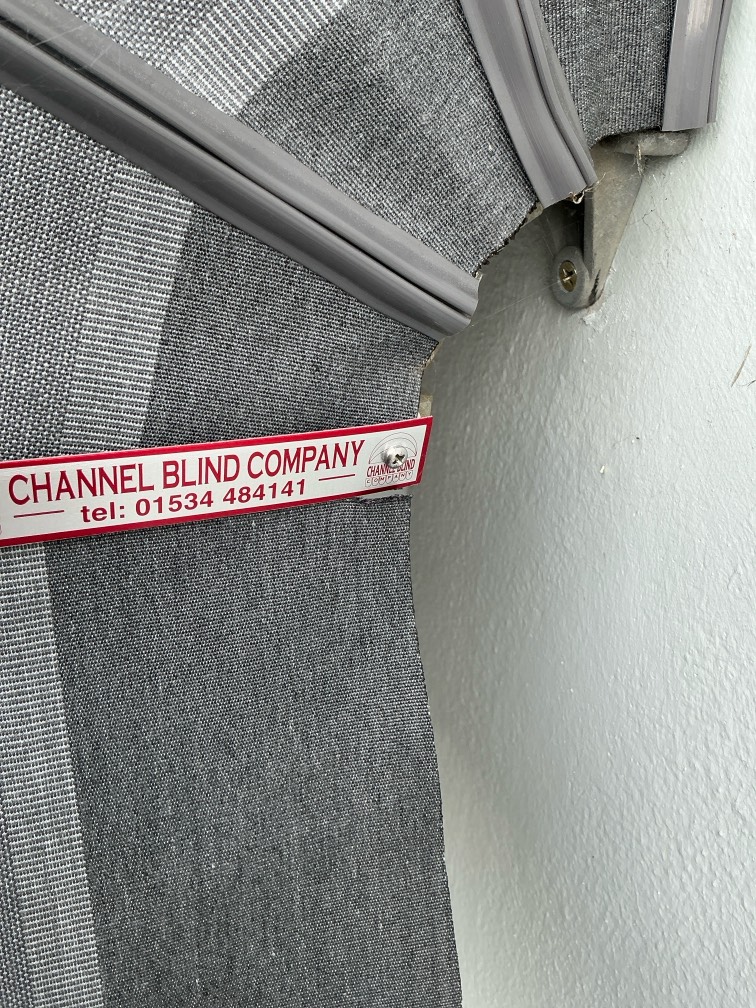 CHANNEL BLIND COMPANY
tel: 01534 484141
CHANNEL BLIND
COMPANY